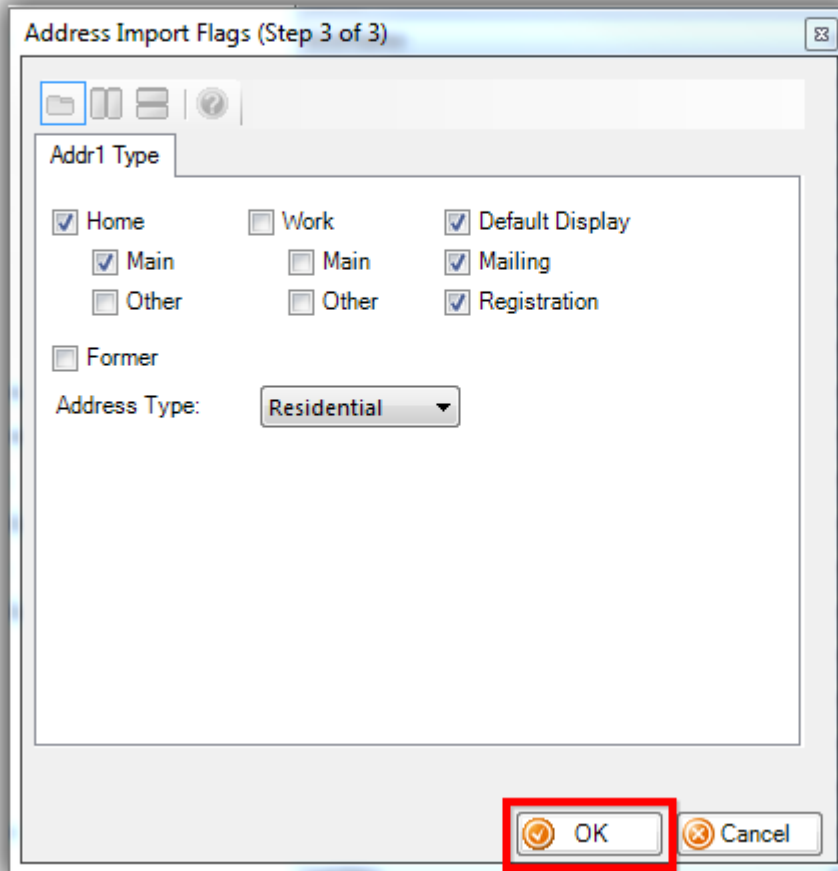 Address Import Flags (Step 3 of 3)
Addr1 Type
Home Work Default Display
Main Main Mailing
Other Other Registration
Former
Address Type: Residential
OK Cancel